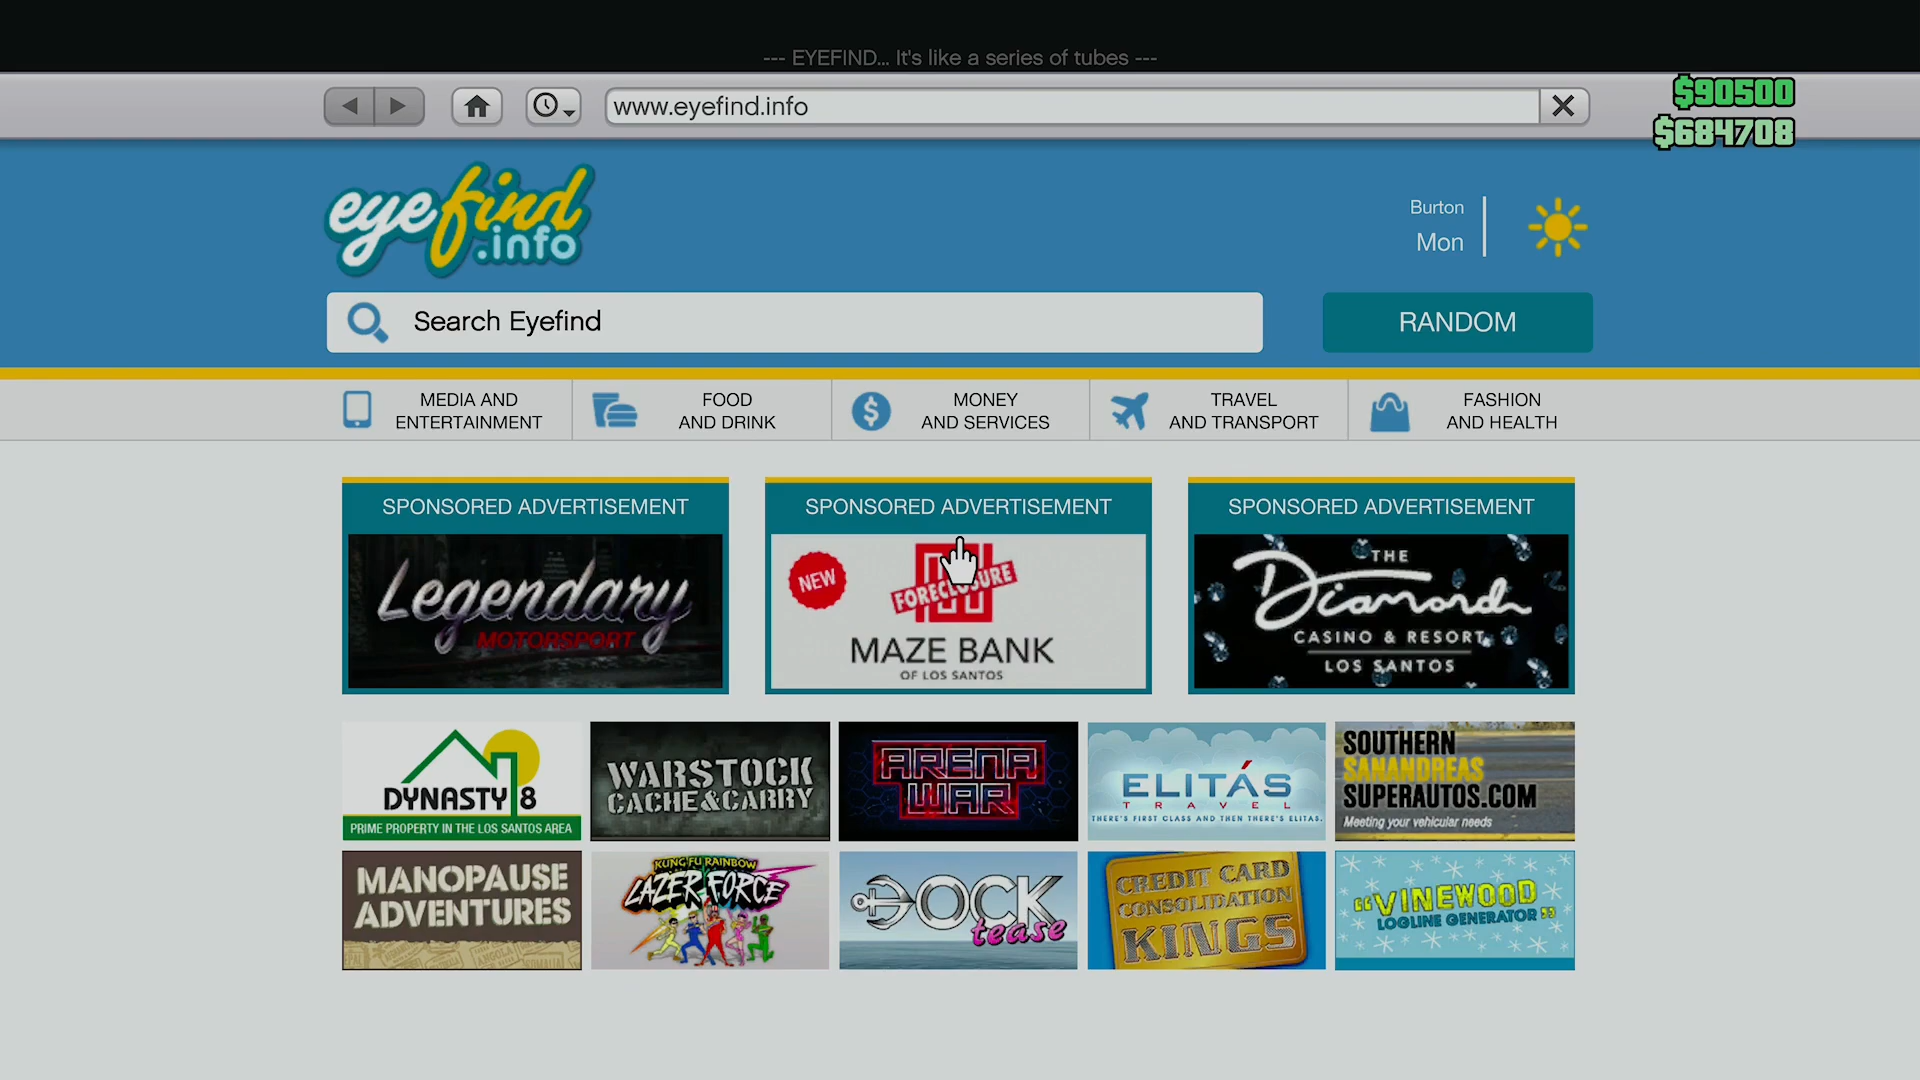 --- EYEFIND... It's like a series of tubes ---
www.eyefind.info
$90500
$684708
eyefind
.info
Burton
Mon
Search Eyefind
RANDOM
MEDIA AND
ENTERTAINMENT
FOOD
AND DRINK
MONEY
AND SERVICES
TRAVEL
AND TRANSPORT
FASHION
AND HEALTH
SPONSORED ADVERTISEMENT
Legendary
MOTORSPORT
SPONSORED ADVERTISEMENT
NEW
FORECLOSURE
MAZE BANK
OF LOS SANTOS
SPONSORED ADVERTISEMENT
THE
Diamond
CASINO & RESORT
LOS SANTOS
DYNASTY 8
PRIME PROPERTY IN THE LOS SANTOS AREA
WARSTOCK
CACHE&CARRY
ARENA
WAR
ELITÁS
TRAVEL
THERE'S FIRST CLASS AND THEN THERE'S ELITAS.
SOUTHERN
SANANDREAS
SUPERAUTOS.COM
Meeting your vehicular needs
MANOPAUSE
ADVENTURES
KUNG FU RAINBOW
LAZER FORCE
DOCK
tease
CREDIT CARD
CONSOLIDATION
KINGS
"VINEWOOD
LOGLINE GENERATOR"